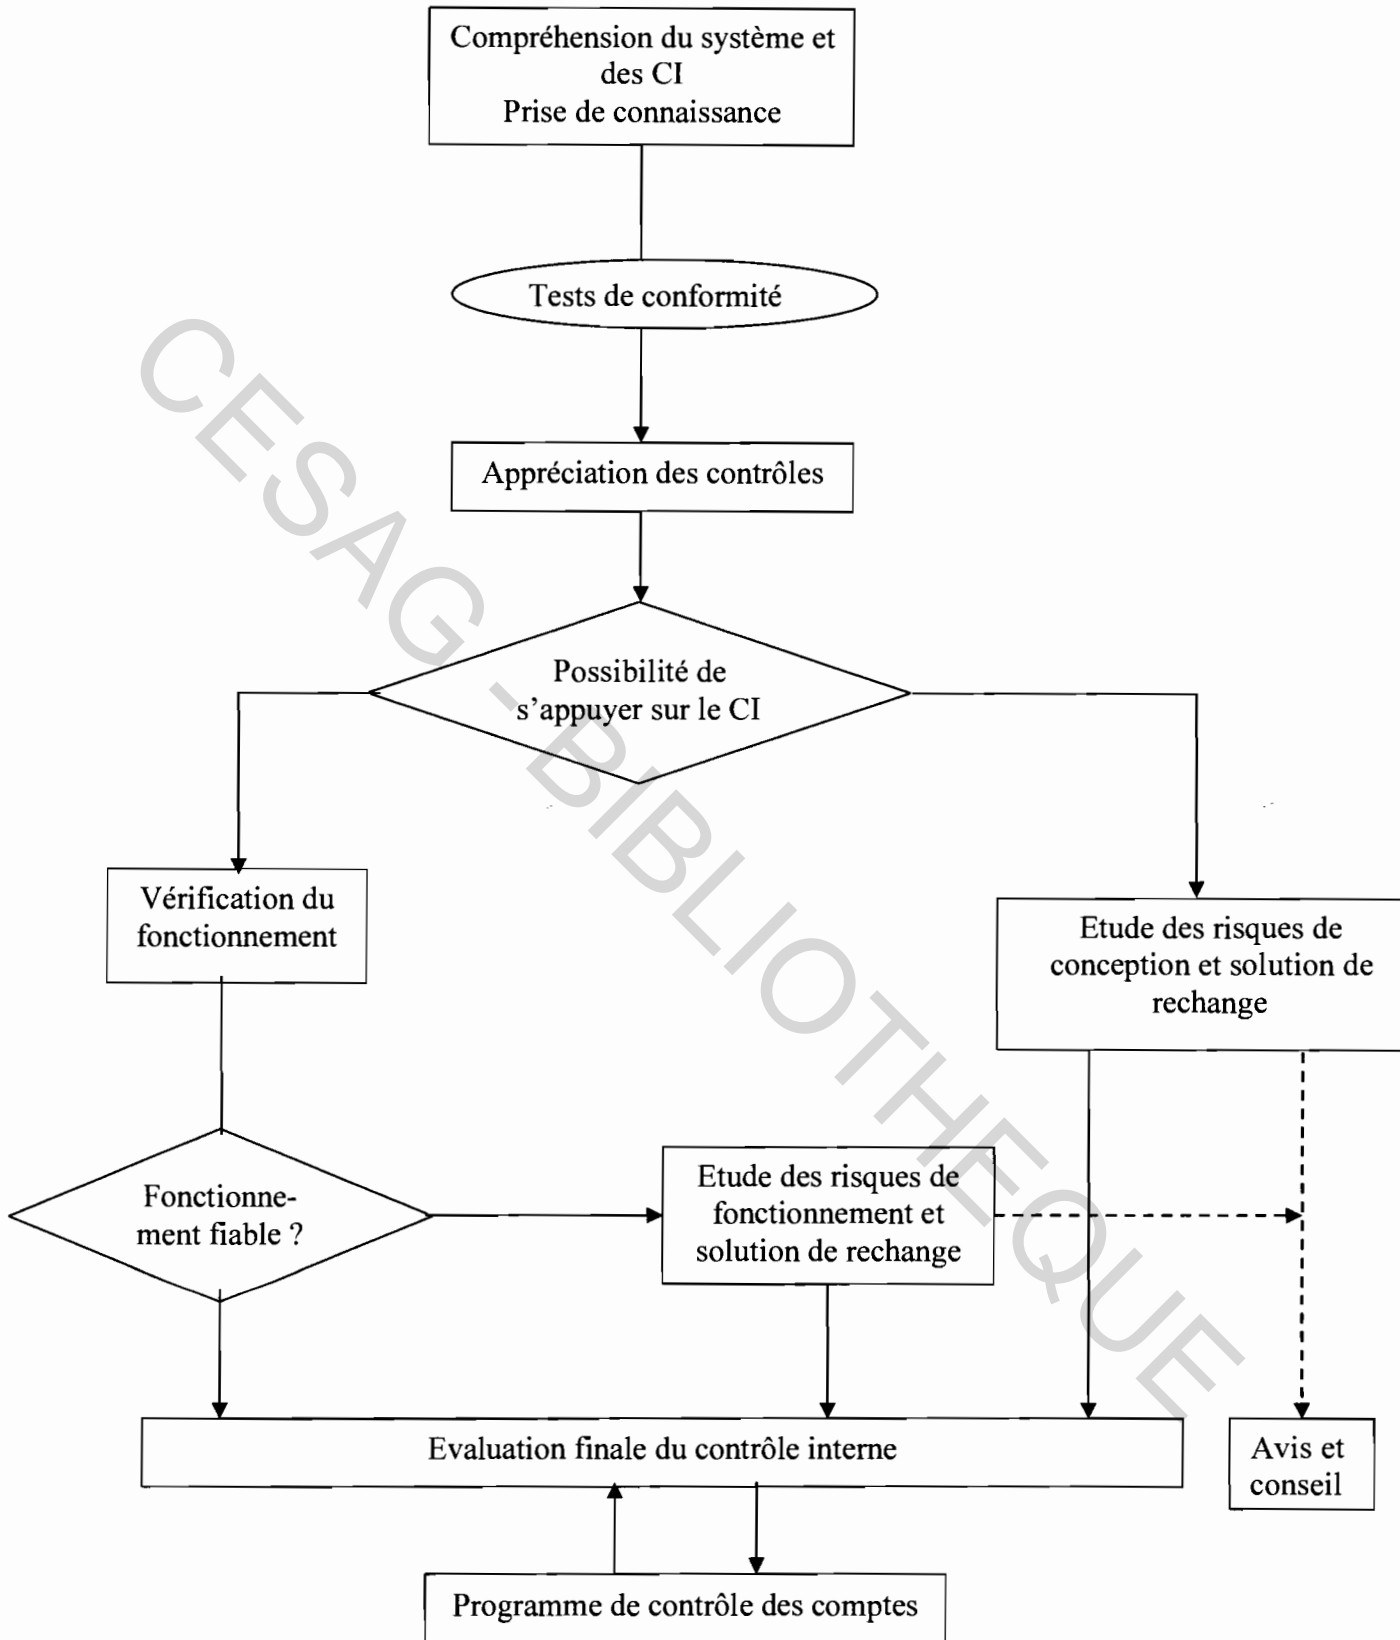 Compréhension du système et
des CI
Prise de connaissance
Tests de conformité
Appréciation des contrôles
Possibilité de
s'appuyer sur le CI
Vérification du
fonctionnement
Etude des risques de
conception et solution de
rechange
Fonctionne-
ment fiable ?
Etude des risques de
fonctionnement et
solution de rechange
Evaluation finale du contrôle interne
Avis et
conseil
Programme de contrôle des comptes
CESAG - BIBLIOTHEQUE